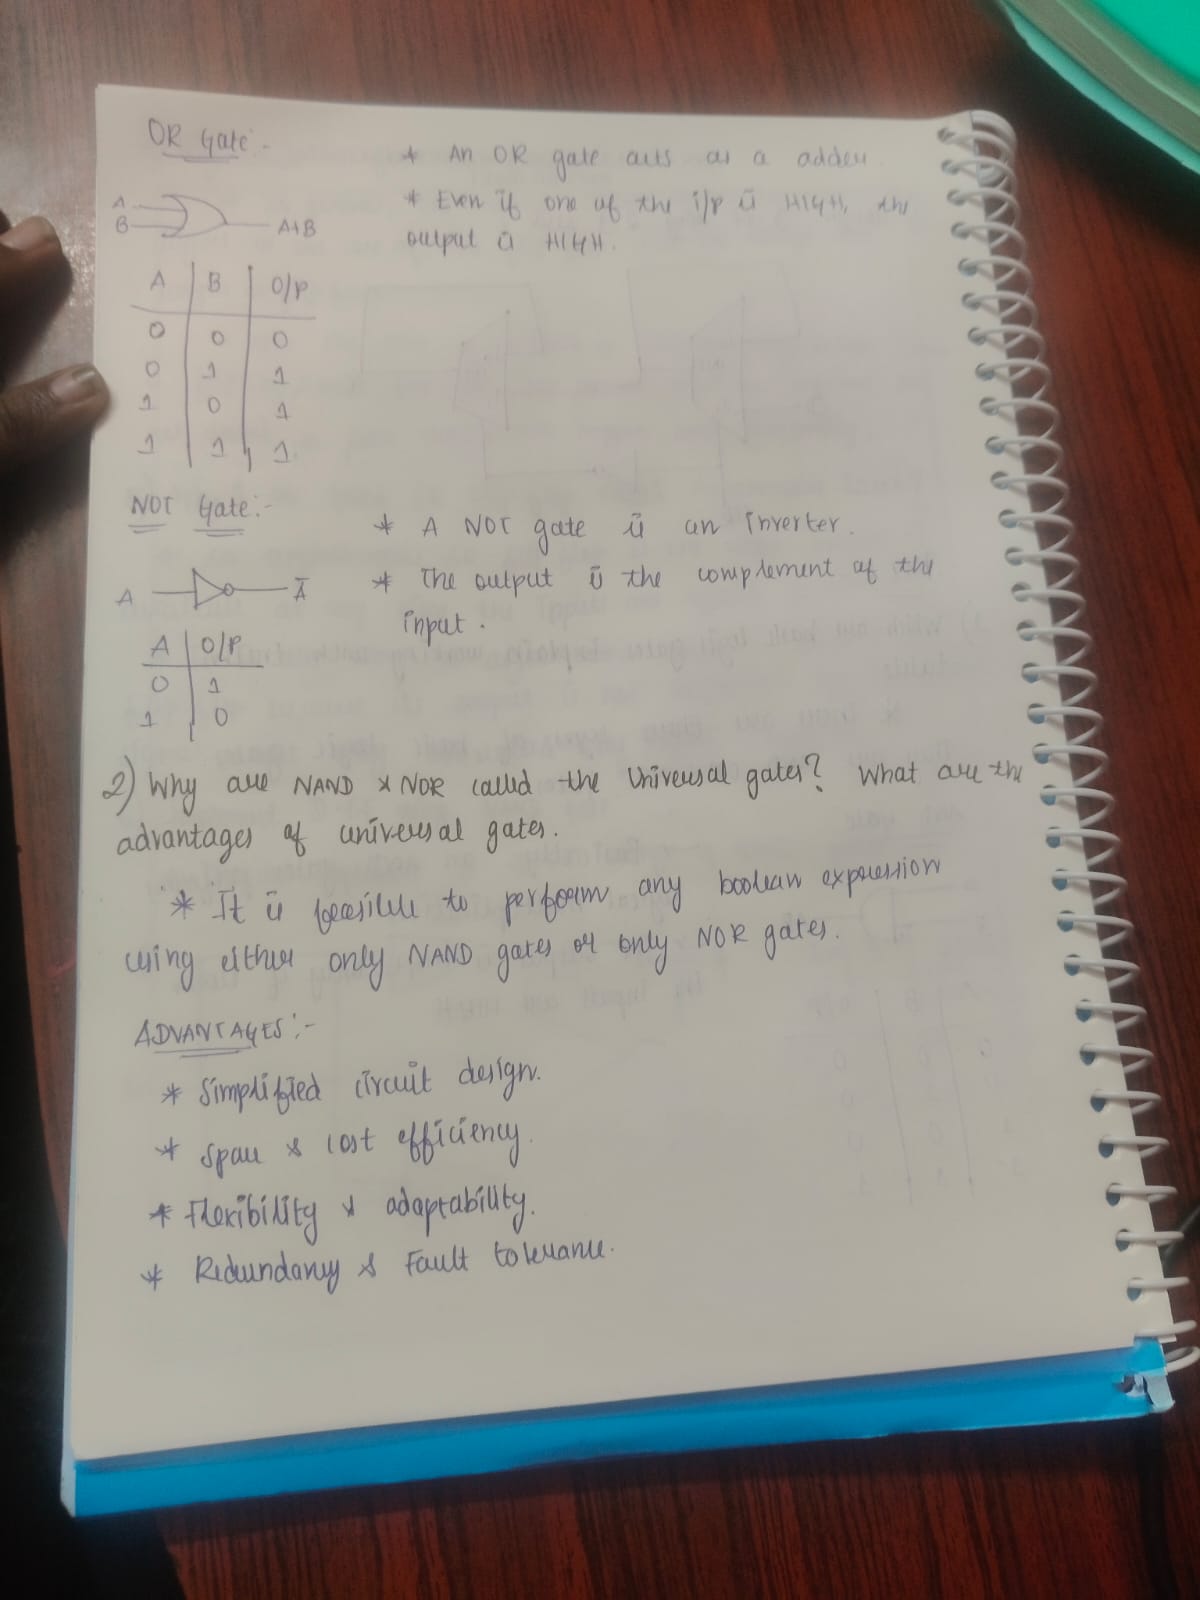 OR Gate:-
* An OR gate acts as a adder
* Even if one of the i/p is HIGH, the
output is HIGH.
A
B
A+B
A B O/P
0 0 0
0 1 1
1 0 1
1 1 1
NOT Gate:-
* A NOT gate is an inverter.
* The output is the complement of the
input.
A Ā
A O/P
0 1
1 0
2) Why are NAND & NOR called the Universal gates? What are the
advantages of universal gates.
* It is feasible to perform any boolean expression
using either only NAND gates or only NOR gates.
ADVANTAGES:-
* Simplified circuit design.
* Space & cost efficiency.
* Flexibility & adaptability.
* Redundancy & Fault tolerance.